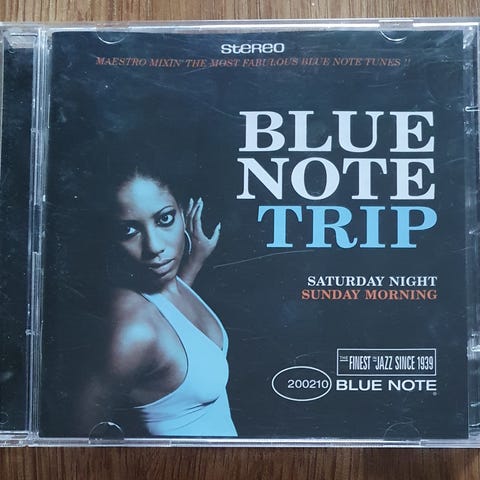 stereo
MAESTRO MIXIN' THE MOST FABULOUS BLUE NOTE TUNES !!
BLUE
NOTE
TRIP
SATURDAY NIGHT
SUNDAY MORNING
THE FINEST IN JAZZ SINCE 1939
200210 BLUE NOTE®